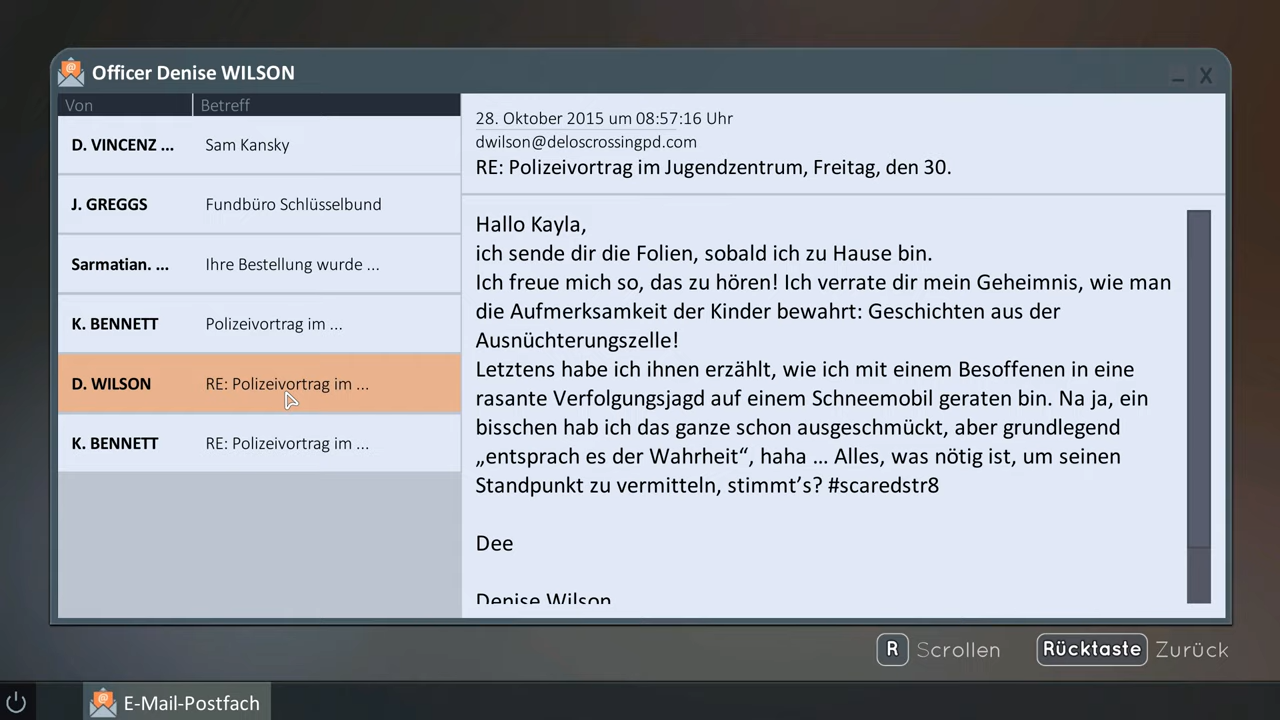 Officer Denise WILSON
_ X
Von Betreff
D. VINCENZ ... Sam Kansky
J. GREGGS Fundbüro Schlüsselbund
Sarmatian. ... Ihre Bestellung wurde ...
K. BENNETT Polizeivortrag im ...
D. WILSON RE: Polizeivortrag im ...
K. BENNETT RE: Polizeivortrag im ...
28. Oktober 2015 um 08:57:16 Uhr
dwilson@deloscrossingpd.com
RE: Polizeivortrag im Jugendzentrum, Freitag, den 30.
Hallo Kayla,
ich sende dir die Folien, sobald ich zu Hause bin.
Ich freue mich so, das zu hören! Ich verrate dir mein Geheimnis, wie man
die Aufmerksamkeit der Kinder bewahrt: Geschichten aus der
Ausnüchterungszelle!
Letztens habe ich ihnen erzählt, wie ich mit einem Besoffenen in eine
rasante Verfolgungsjagd auf einem Schneemobil geraten bin. Na ja, ein
bisschen hab ich das ganze schon ausgeschmückt, aber grundlegend
„entsprach es der Wahrheit“, haha ... Alles, was nötig ist, um seinen
Standpunkt zu vermitteln, stimmt’s? #scaredstr8
Dee
Denise Wilson
R Scrollen Rücktaste Zurück
E-Mail-Postfach